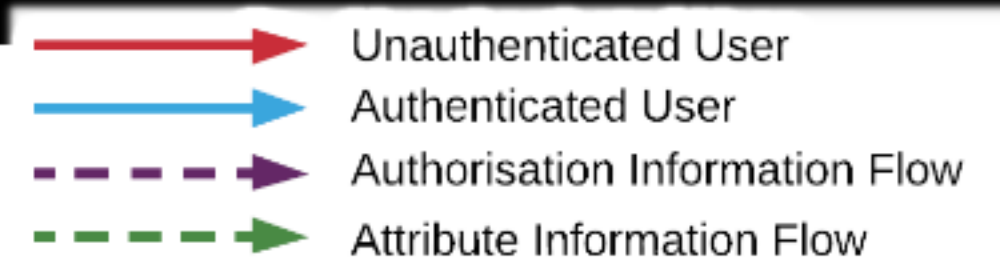 Unauthenticated User
Authenticated User
Authorisation Information Flow
Attribute Information Flow